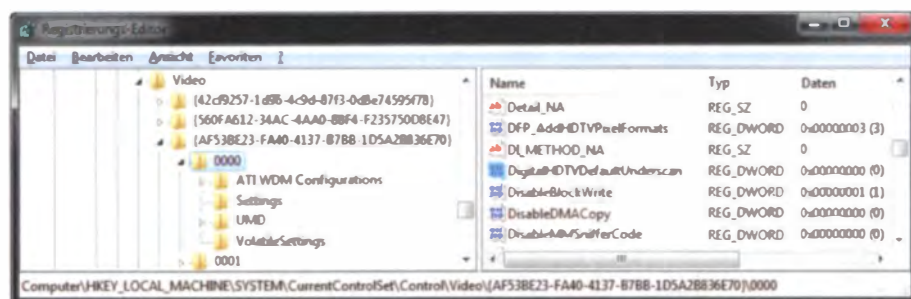 Registrierungs-Editor
Datei Bearbeiten Ansicht Favoriten ?
Video
{42cf9257-1d96-4c9d-87f3-0d8e74595f78}
{560FA612-34AC-4AA0-88F4-F235750D8E47}
{AF53BE23-FA40-4137-B7BB-1D5A2B836E70}
0000
ATI WDM Configurations
Settings
UMD
VolatileSettings
0001
Name Typ Daten
Detail_NA REG_SZ 0
DFP_AddHDTVPixelFormats REG_DWORD 0x00000003 (3)
DI_METHOD_NA REG_SZ 0
DigitalHDTVDefaultUnderscan REG_DWORD 0x00000000 (0)
DisableBlockWrite REG_DWORD 0x00000001 (1)
DisableDMACopy REG_DWORD 0x00000000 (0)
DisableMMSnifferCode REG_DWORD 0x00000000 (0)
Computer\HKEY_LOCAL_MACHINE\SYSTEM\CurrentControlSet\Control\Video\{AF53BE23-FA40-4137-B7BB-1D5A2B836E70}\0000